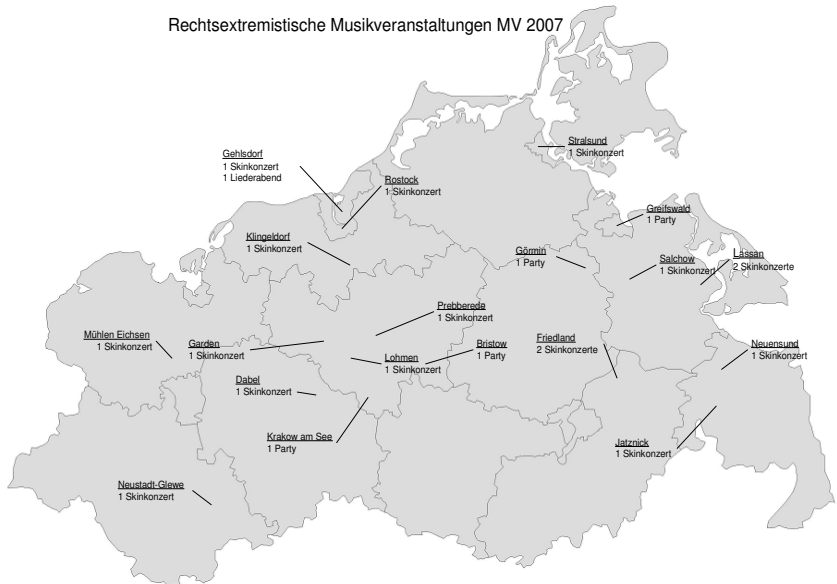 Rechtsextremistische Musikveranstaltungen MV 2007
Stralsund
1 Skinkonzert
Gehlsdorf
1 Skinkonzert
1 Liederabend
Rostock
1 Skinkonzert
Greifswald
1 Party
Klingeldorf
1 Skinkonzert
Görmin
1 Party
Salchow
1 Skinkonzert
Lassan
2 Skinkonzerte
Prebberede
1 Skinkonzert
Mühlen Eichsen
1 Skinkonzert
Garden
1 Skinkonzert
Lohmen
1 Skinkonzert
Bristow
1 Party
Friedland
2 Skinkonzerte
Neuensund
1 Skinkonzert
Dabel
1 Skinkonzert
Krakow am See
1 Party
Jatznick
1 Skinkonzert
Neustadt-Glewe
1 Skinkonzert